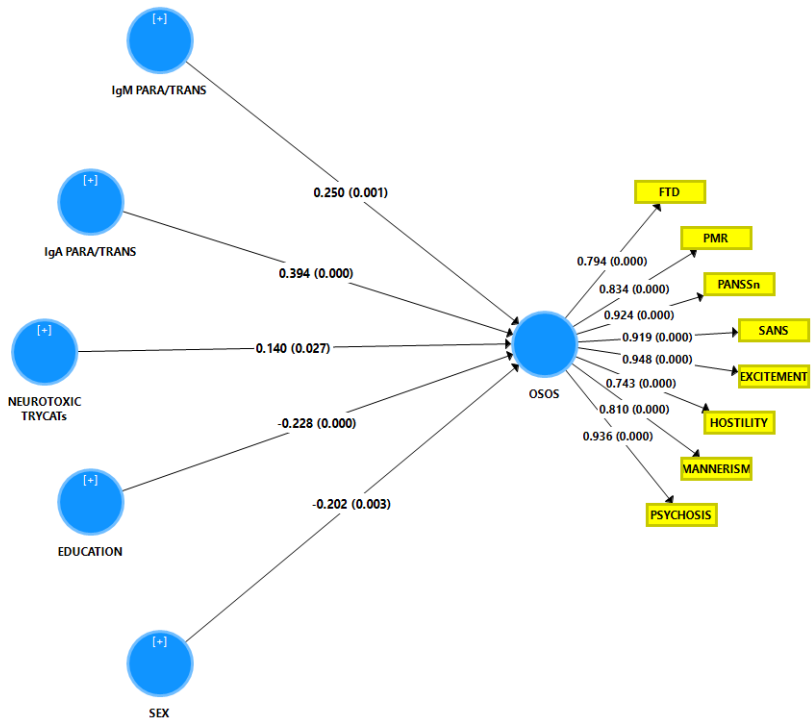 [+]
IgM PARA/TRANS
[+]
IgA PARA/TRANS
[+]
NEUROTOXIC
TRYCATs
[+]
EDUCATION
[+]
SEX
0.250 (0.001)
0.394 (0.000)
0.140 (0.027)
-0.228 (0.000)
-0.202 (0.003)
OSOS
0.794 (0.000)
0.834 (0.000)
0.924 (0.000)
0.919 (0.000)
0.948 (0.000)
0.743 (0.000)
0.810 (0.000)
0.936 (0.000)
FTD
PMR
PANSSn
SANS
EXCITEMENT
HOSTILITY
MANNERISM
PSYCHOSIS